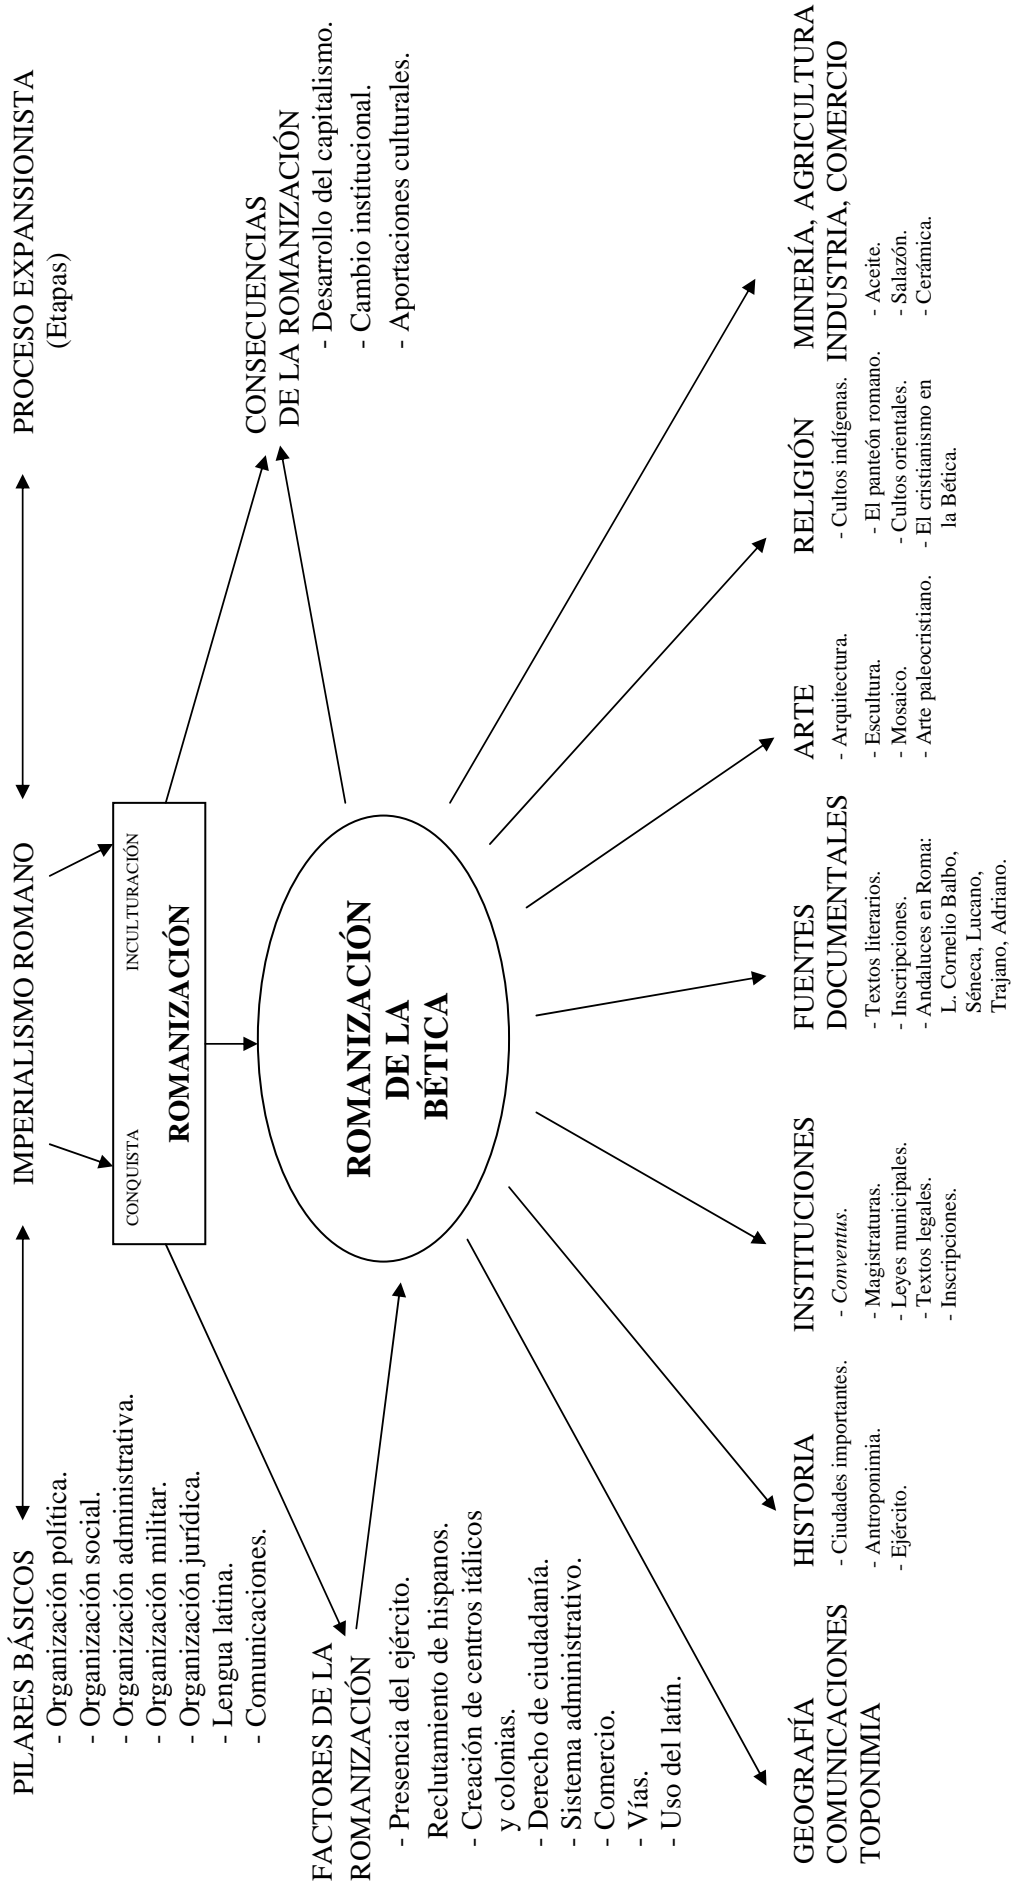 PILARES BÁSICOS
- Organización política.
- Organización social.
- Organización administrativa.
- Organización militar.
- Organización jurídica.
- Lengua latina.
- Comunicaciones.
IMPERIALISMO ROMANO
PROCESO EXPANSIONISTA
(Etapas)
CONQUISTA
INCULTURACIÓN
ROMANIZACIÓN
FACTORES DE LA
ROMANIZACIÓN
- Presencia del ejército.
Reclutamiento de hispanos.
- Creación de centros itálicos
y colonias.
- Derecho de ciudadanía.
- Sistema administrativo.
- Comercio.
- Vías.
- Uso del latín.
ROMANIZACIÓN
DE LA
BÉTICA
CONSECUENCIAS
DE LA ROMANIZACIÓN
- Desarrollo del capitalismo.
- Cambio institucional.
- Aportaciones culturales.
GEOGRAFÍA
COMUNICACIONES
TOPONIMIA
HISTORIA
- Ciudades importantes.
- Antroponimia.
- Ejército.
INSTITUCIONES
- Conventus.
- Magistraturas.
- Leyes municipales.
- Textos legales.
- Inscripciones.
FUENTES
DOCUMENTALES
- Textos literarios.
- Inscripciones.
- Andaluces en Roma:
L. Cornelio Balbo,
Séneca, Lucano,
Trajano, Adriano.
ARTE
- Arquitectura.
- Escultura.
- Mosaico.
- Arte paleocristiano.
RELIGIÓN
- Cultos indígenas.
- El panteón romano.
- Cultos orientales.
- El cristianismo en
la Bética.
MINERÍA, AGRICULTURA
INDUSTRIA, COMERCIO
- Aceite.
- Salazón.
- Cerámica.